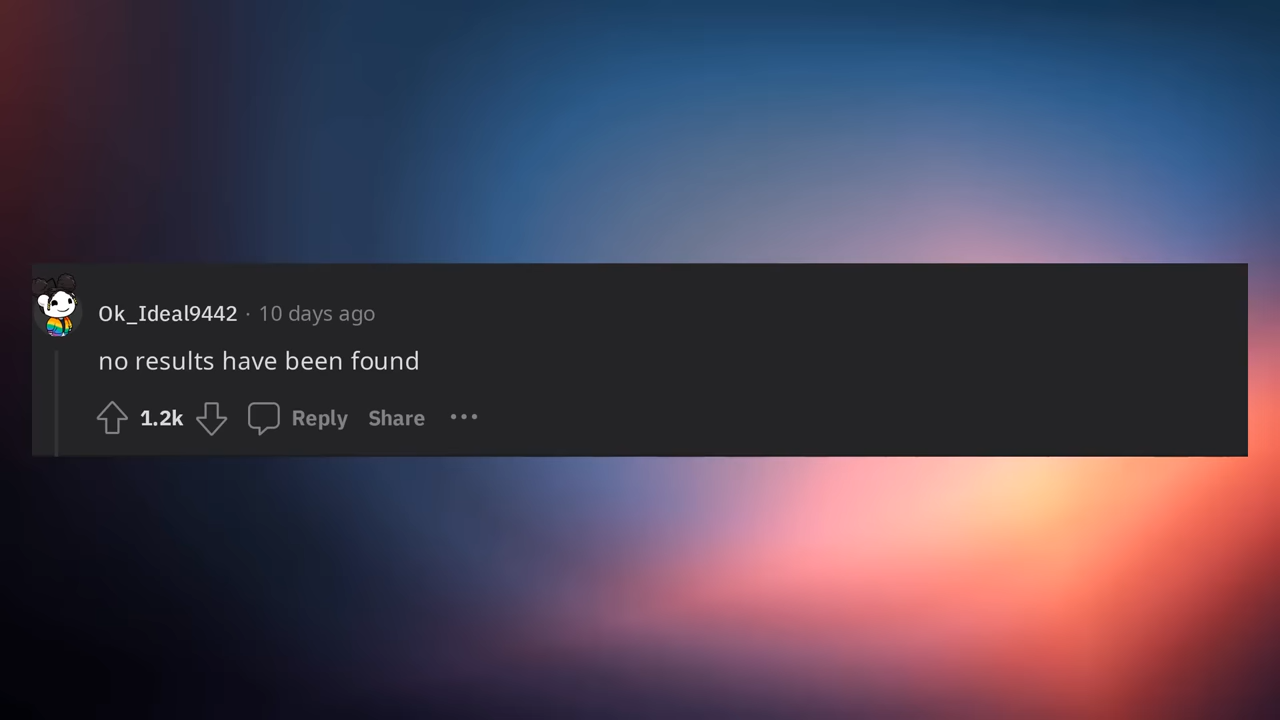 Ok_Ideal9442 · 10 days ago
no results have been found
1.2k Reply Share ···